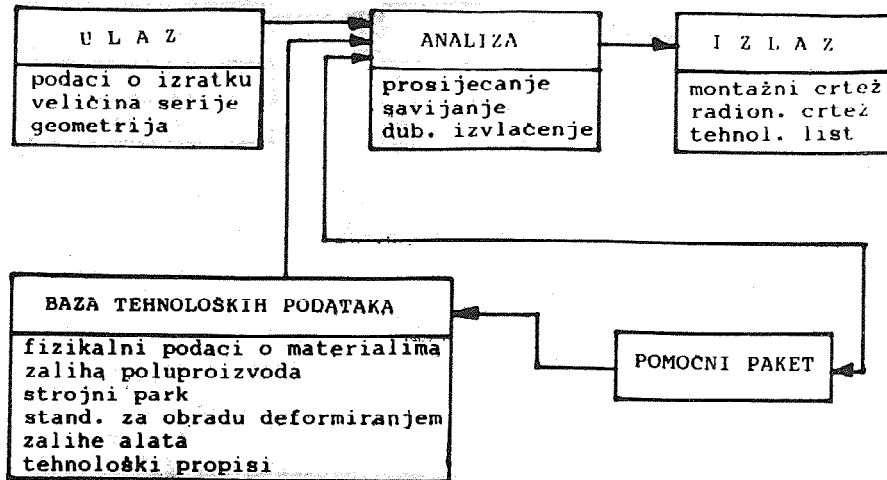 U L A Z
podaci o izratku
veličina serije
geometrija
ANALIZA
prosijecanje
savijanje
dub. izvlačenje
I Z L A Z
montažni crtež
radion. crtež
tehnol. list
BAZA TEHNOLOŠKIH PODATAKA
fizikalni podaci o materialima
zaliha poluproizvoda
strojni park
stand. za obradu deformiranjem
zalihe alata
tehnološki propisi
POMOĆNI PAKET